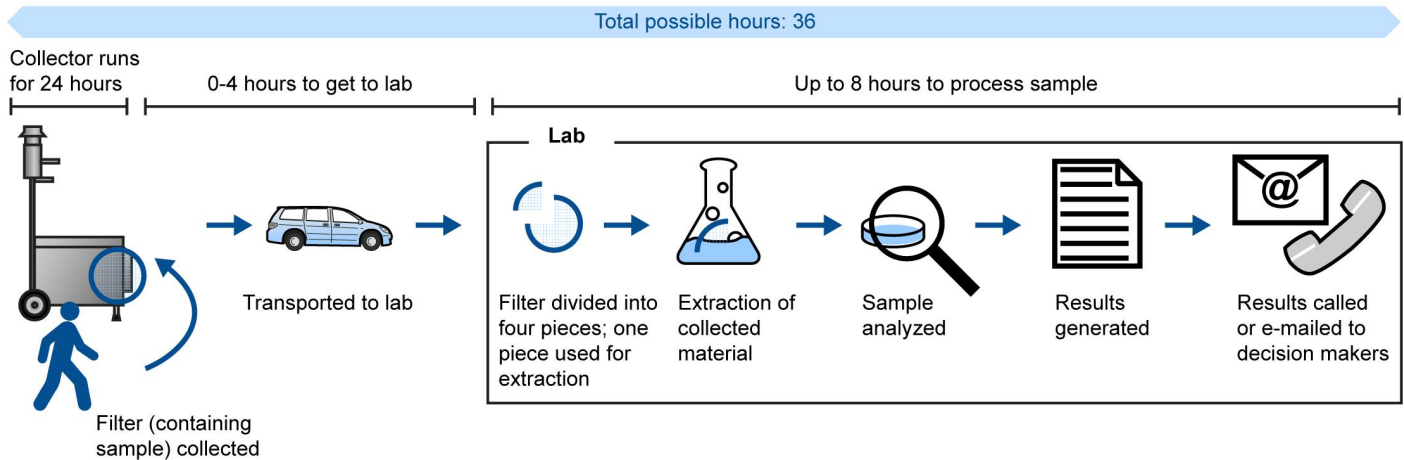 Total possible hours: 36
Collector runs
for 24 hours
0-4 hours to get to lab
Up to 8 hours to process sample
Lab
@
Transported to lab
Filter divided into
four pieces; one
piece used for
extraction
Extraction of
collected
material
Sample
analyzed
Results
generated
Results called
or e-mailed to
decision makers
Filter (containing
sample) collected